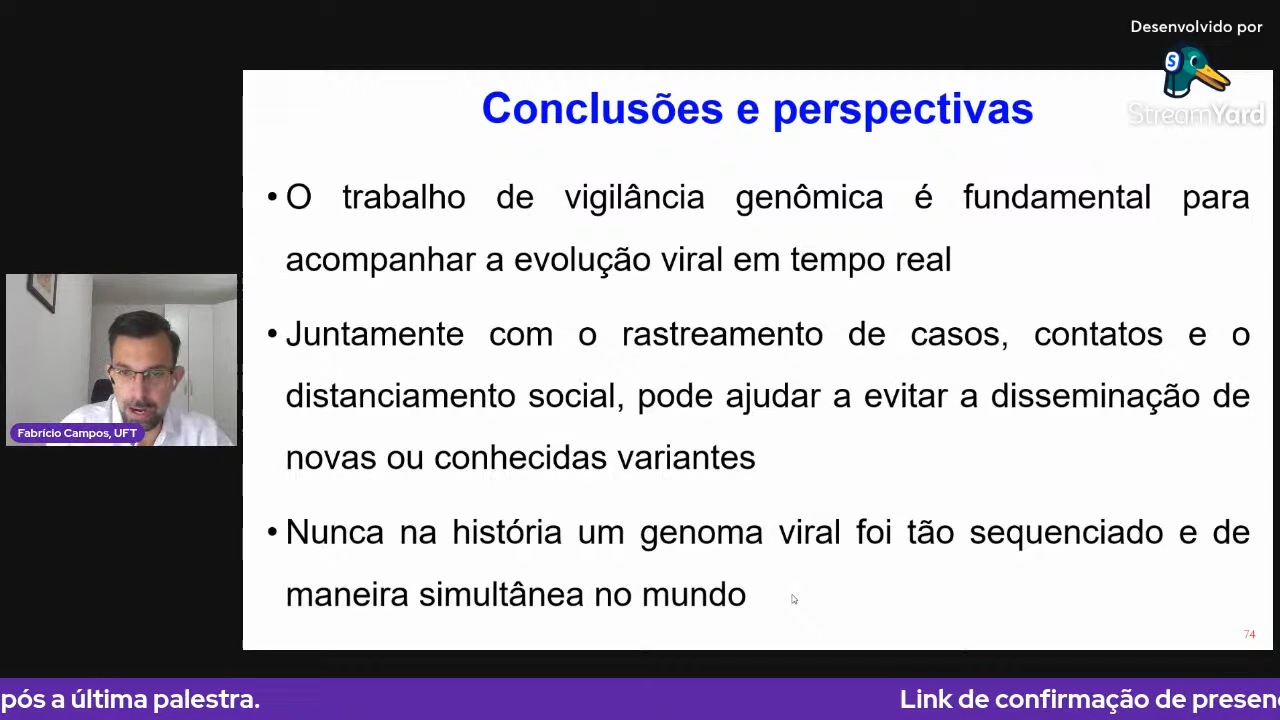 Desenvolvido por
StreamYard
Conclusões e perspectivas
• O trabalho de vigilância genômica é fundamental para
acompanhar a evolução viral em tempo real
• Juntamente com o rastreamento de casos, contatos e o
distanciamento social, pode ajudar a evitar a disseminação de
novas ou conhecidas variantes
• Nunca na história um genoma viral foi tão sequenciado e de
maneira simultânea no mundo
74
Fabrício Campos, UFT
pós a última palestra.
Link de confirmação de presen